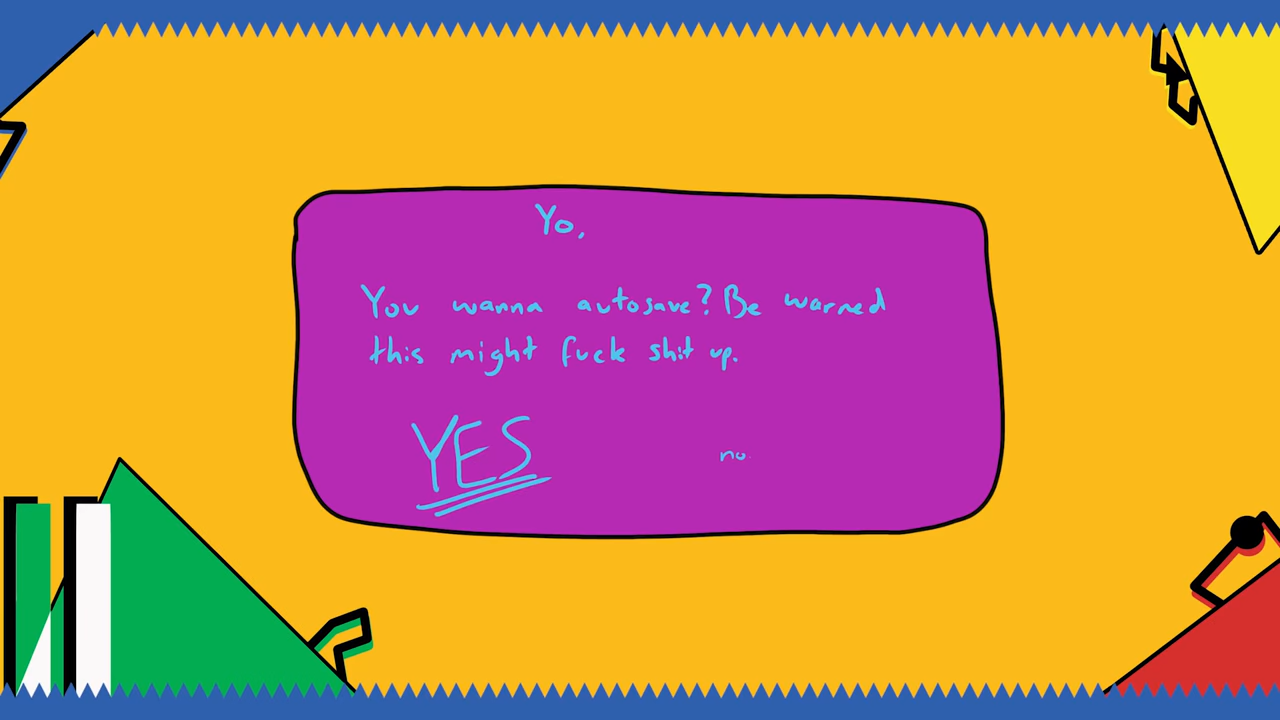 Yo,
You wanna autosave? Be warned
this might fuck shit up.
YES
no.